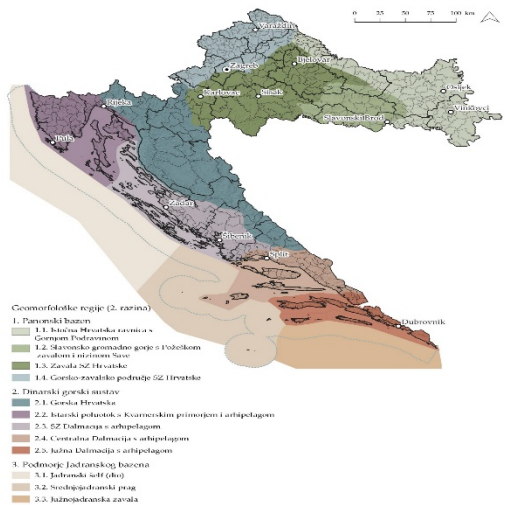 0 25 50 75 100 km
Varaždin
Zagreb
Bjelovar
Karlovac
Sisak
Osijek
Vinkovci
Slavonski Brod
Rijeka
Pula
Zadar
Šibenik
Split
Dubrovnik
Geomorfološke regije (2. razina)
1. Panonski bazen
1.1. Istočna Hrvatska ravnica s
Gornjom Podravinom
1.2. Slavonsko gromadno gorje s Požeškom
zavalom i nizinom Save
1.3. Zavala SZ Hrvatske
1.4. Gorsko-zavalsko područje SZ Hrvatske
2. Dinarski gorski sustav
2.1. Gorska Hrvatska
2.2. Istarski poluotok s Kvarnerskim primorjem i arhipelagom
2.3. SZ Dalmacija s arhipelagom
2.4. Centralna Dalmacija s arhipelagom
2.5. Južna Dalmacija s arhipelagom
3. Podmorje Jadranskog bazena
3.1. Jadranski šelf (dio)
3.2. Srednjojadranski prag
3.3. Južnojadranska zavala